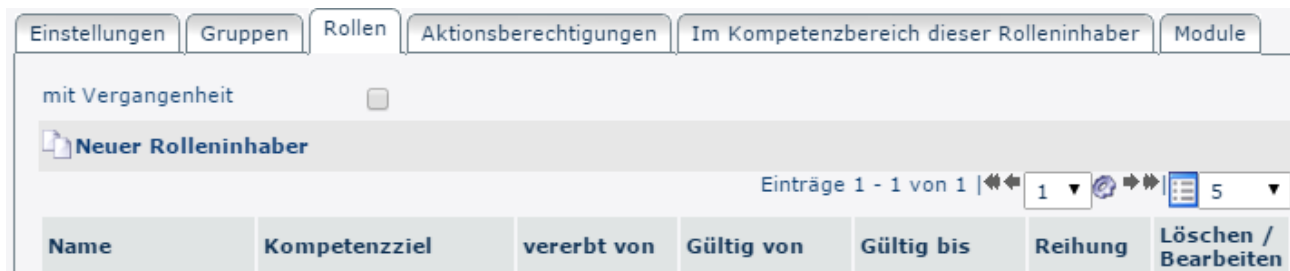 Einstellungen Gruppen Rollen Aktionsberechtigungen Im Kompetenzbereich dieser Rolleninhaber Module
mit Vergangenheit
Neuer Rolleninhaber
Einträge 1 - 1 von 1 | 1 | 5
Name Kompetenzziel vererbt von Gültig von Gültig bis Reihung Löschen /
Bearbeiten